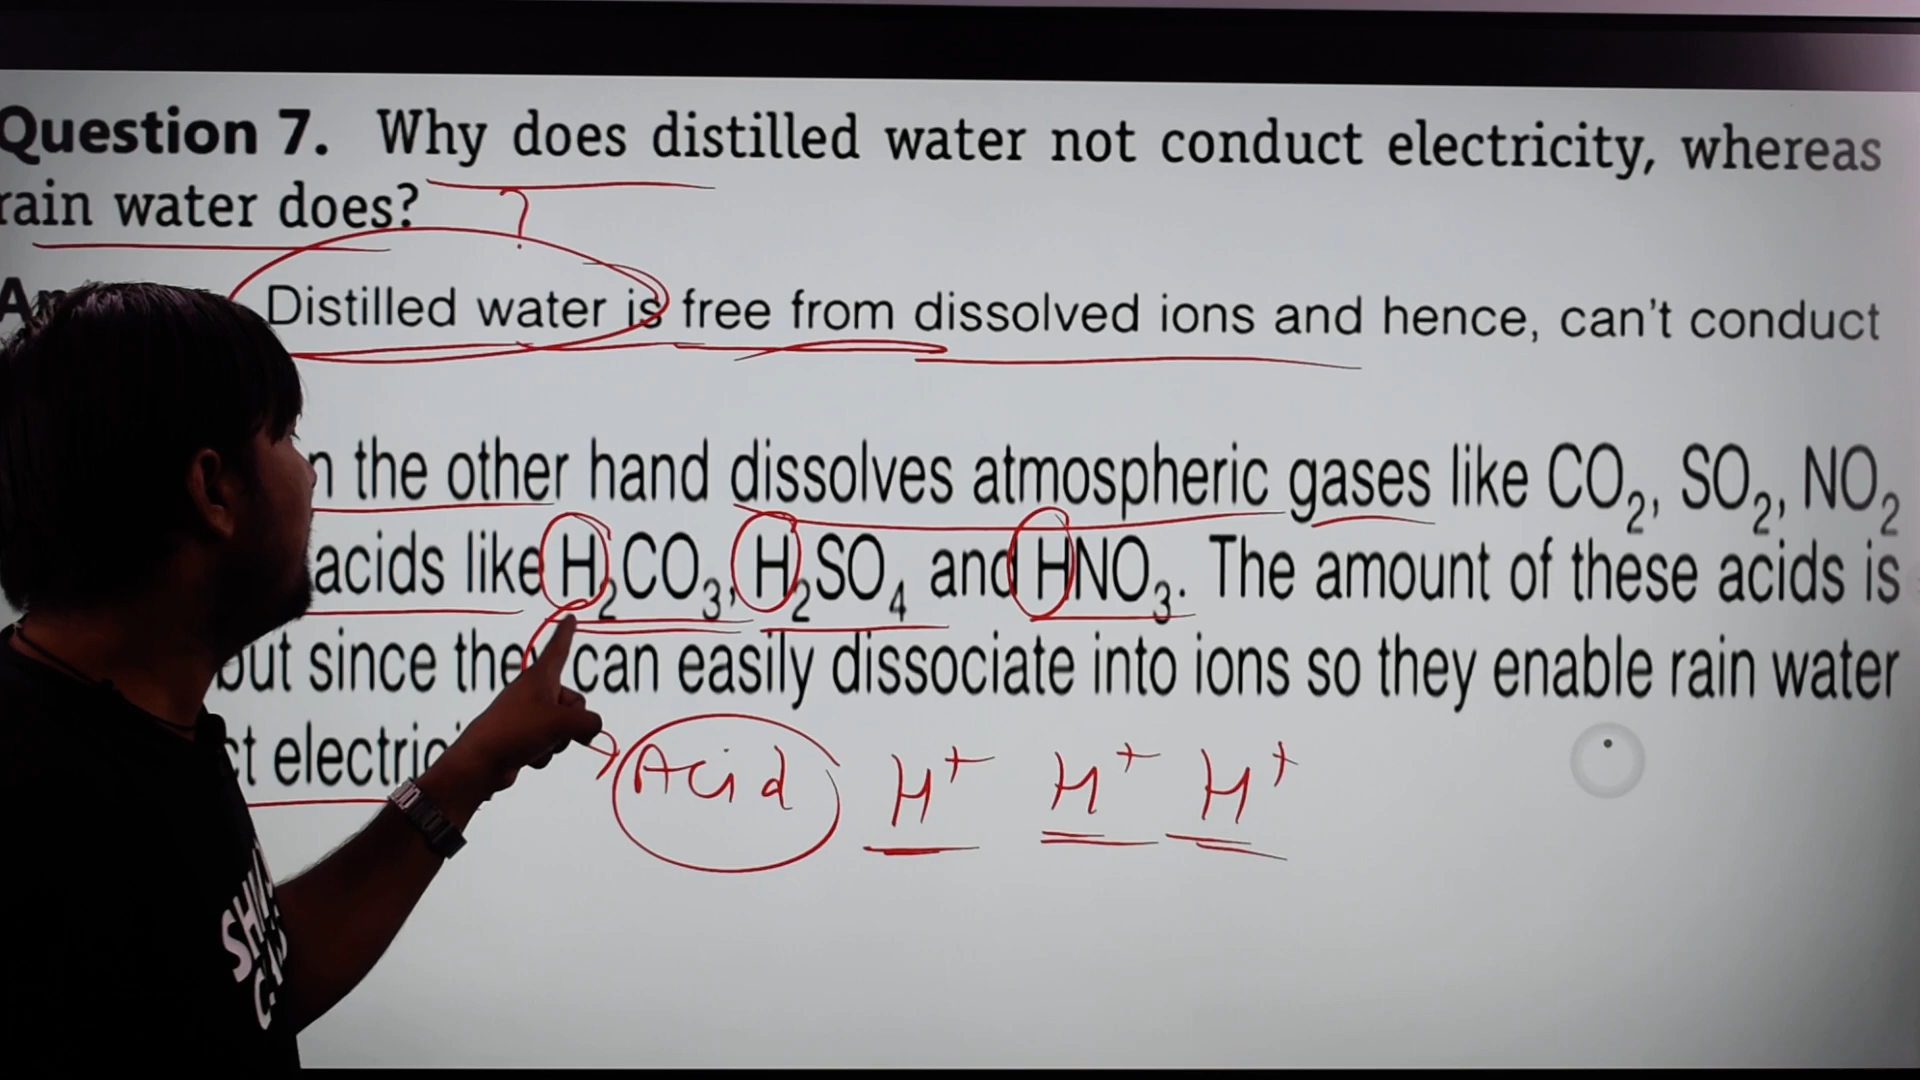 Question 7. Why does distilled water not conduct electricity, whereas
rain water does?
?
Distilled water is free from dissolved ions and hence, can't conduct
the other hand dissolves atmospheric gases like CO₂, SO₂, NO₂
acids like H₂CO₃, H₂SO₄ and HNO₃. The amount of these acids is
but since they can easily dissociate into ions so they enable rain water
Acid H⁺ H⁺ H⁺